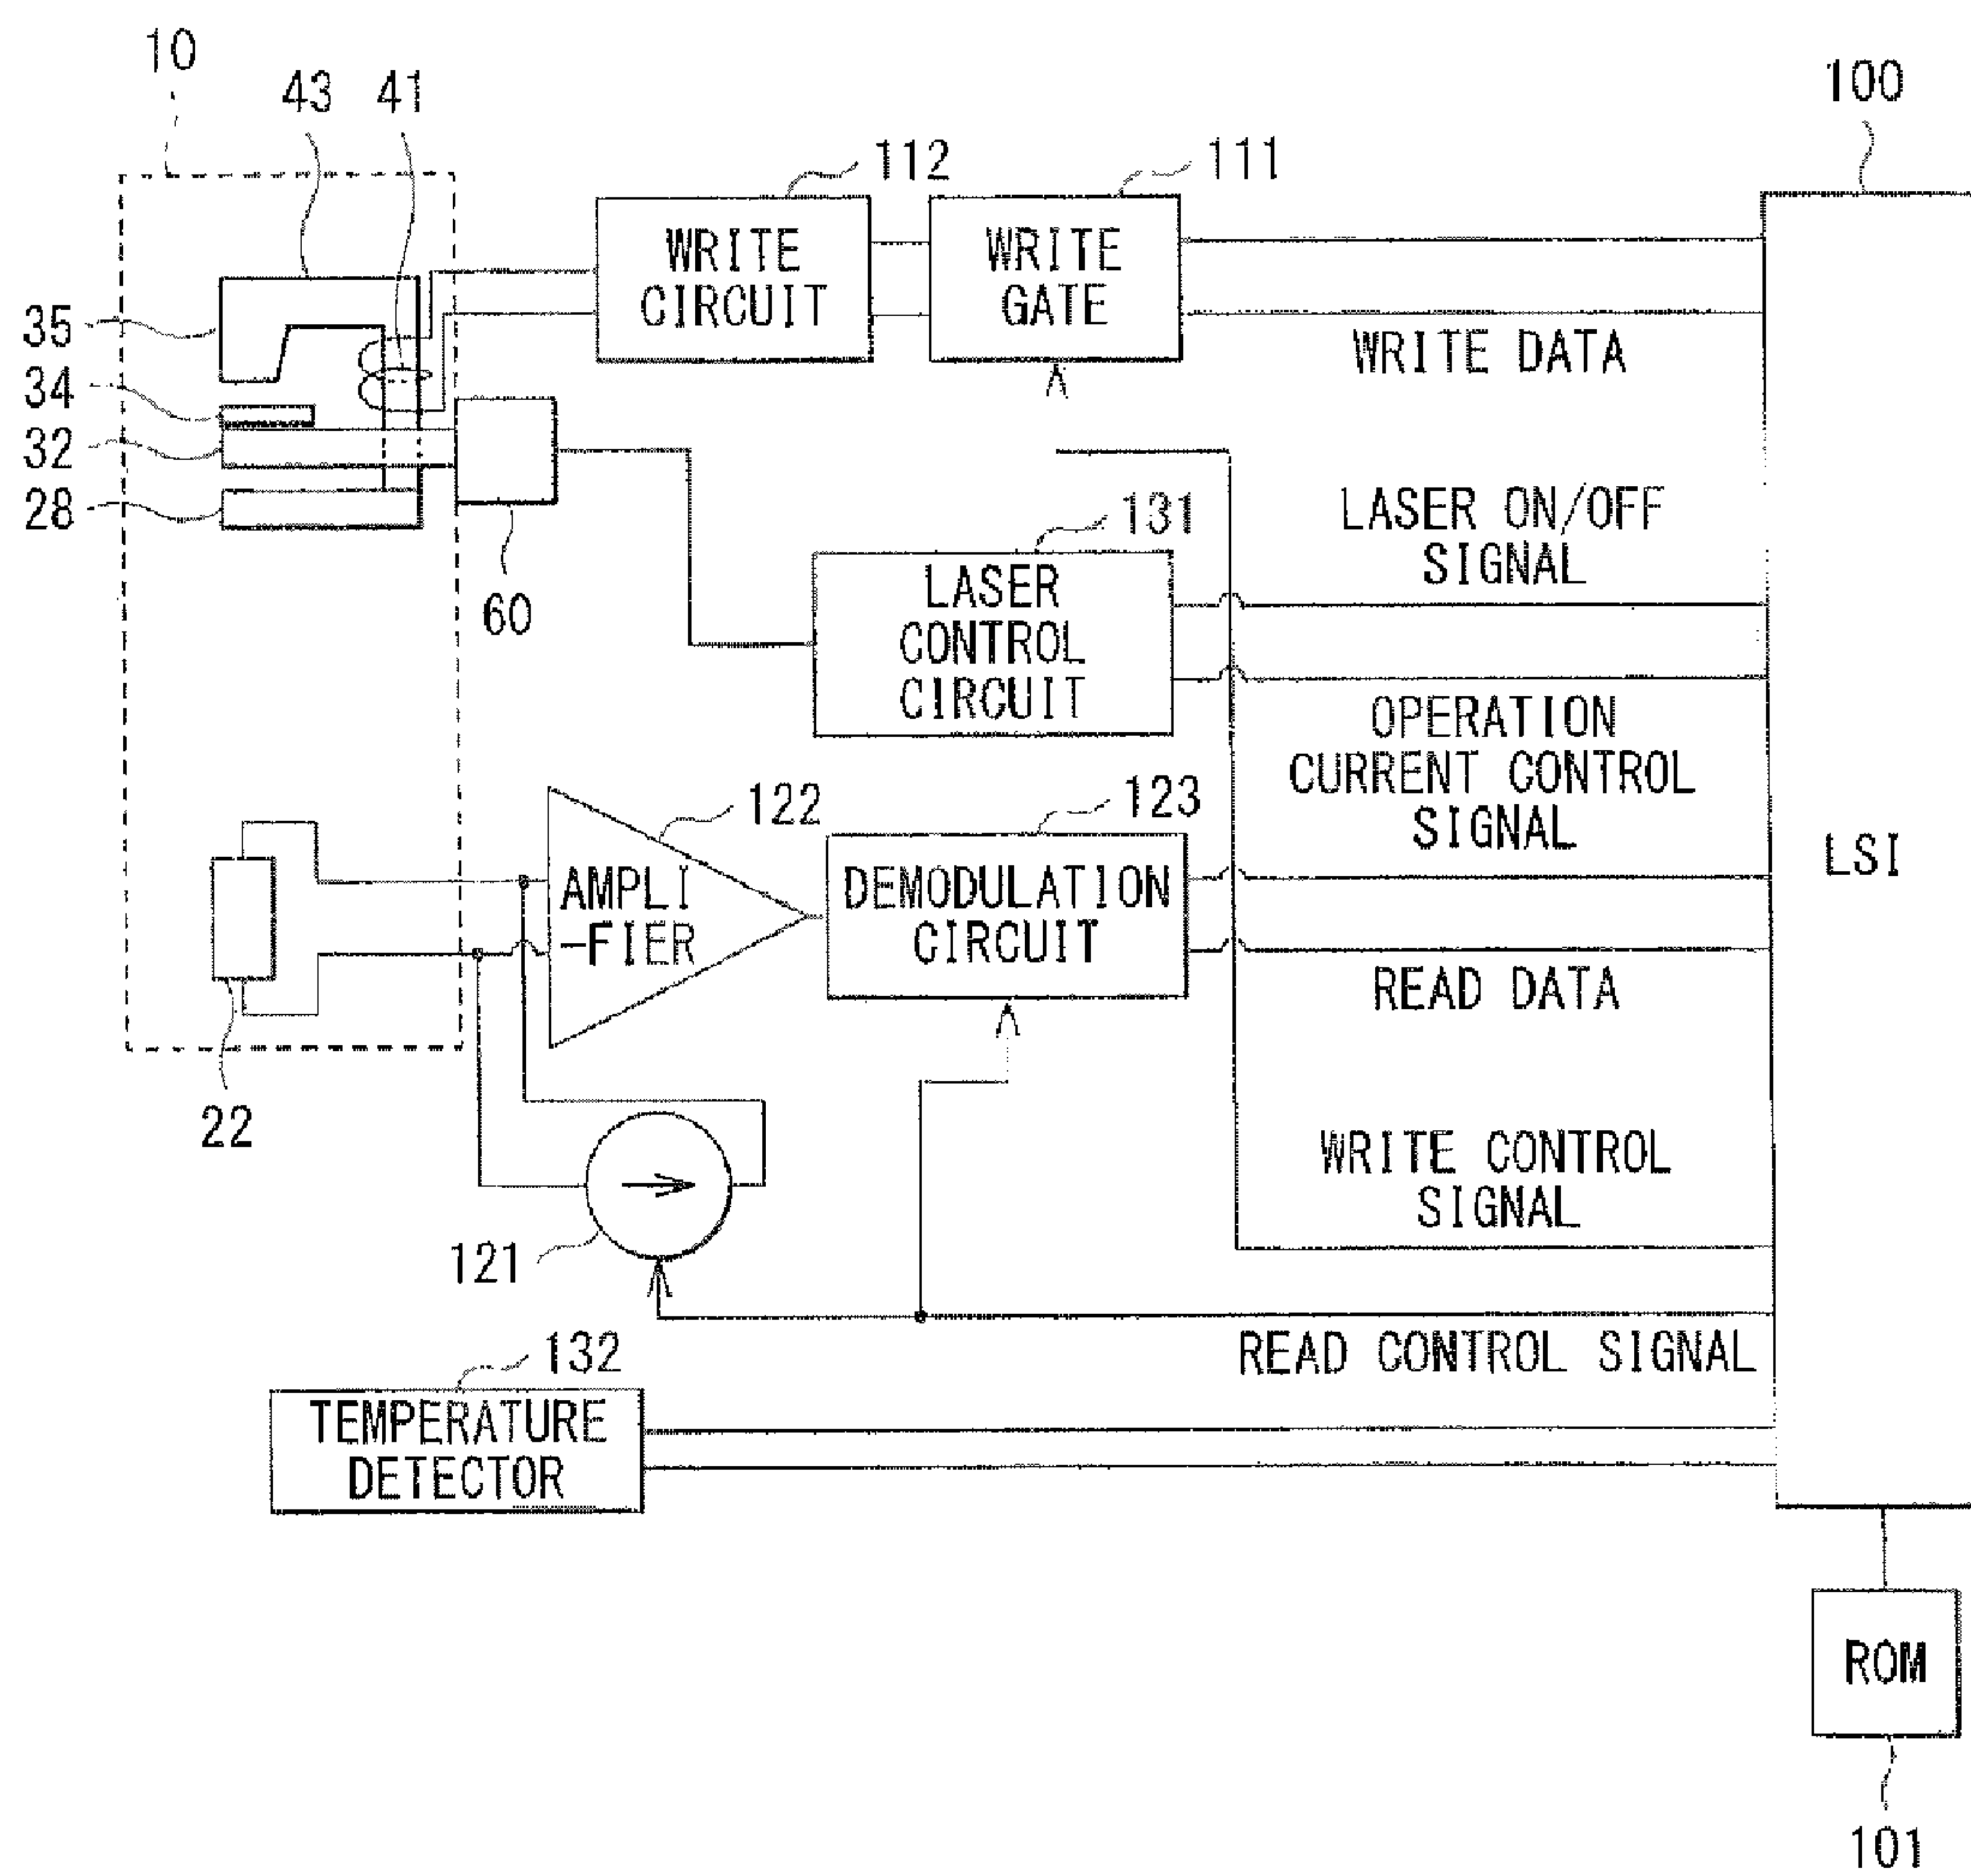 10
43 41
100
112
111
WRITE
CIRCUIT
WRITE
GATE
35
34
32
28
WRITE DATA
60
131
LASER ON/OFF
SIGNAL
LASER
CONTROL
CIRCUIT
OPERATION
CURRENT CONTROL
SIGNAL
122
123
LSI
AMPLI
-FIER
DEMODULATION
CIRCUIT
READ DATA
22
WRITE CONTROL
SIGNAL
121
READ CONTROL SIGNAL
132
TEMPERATURE
DETECTOR
ROM
101